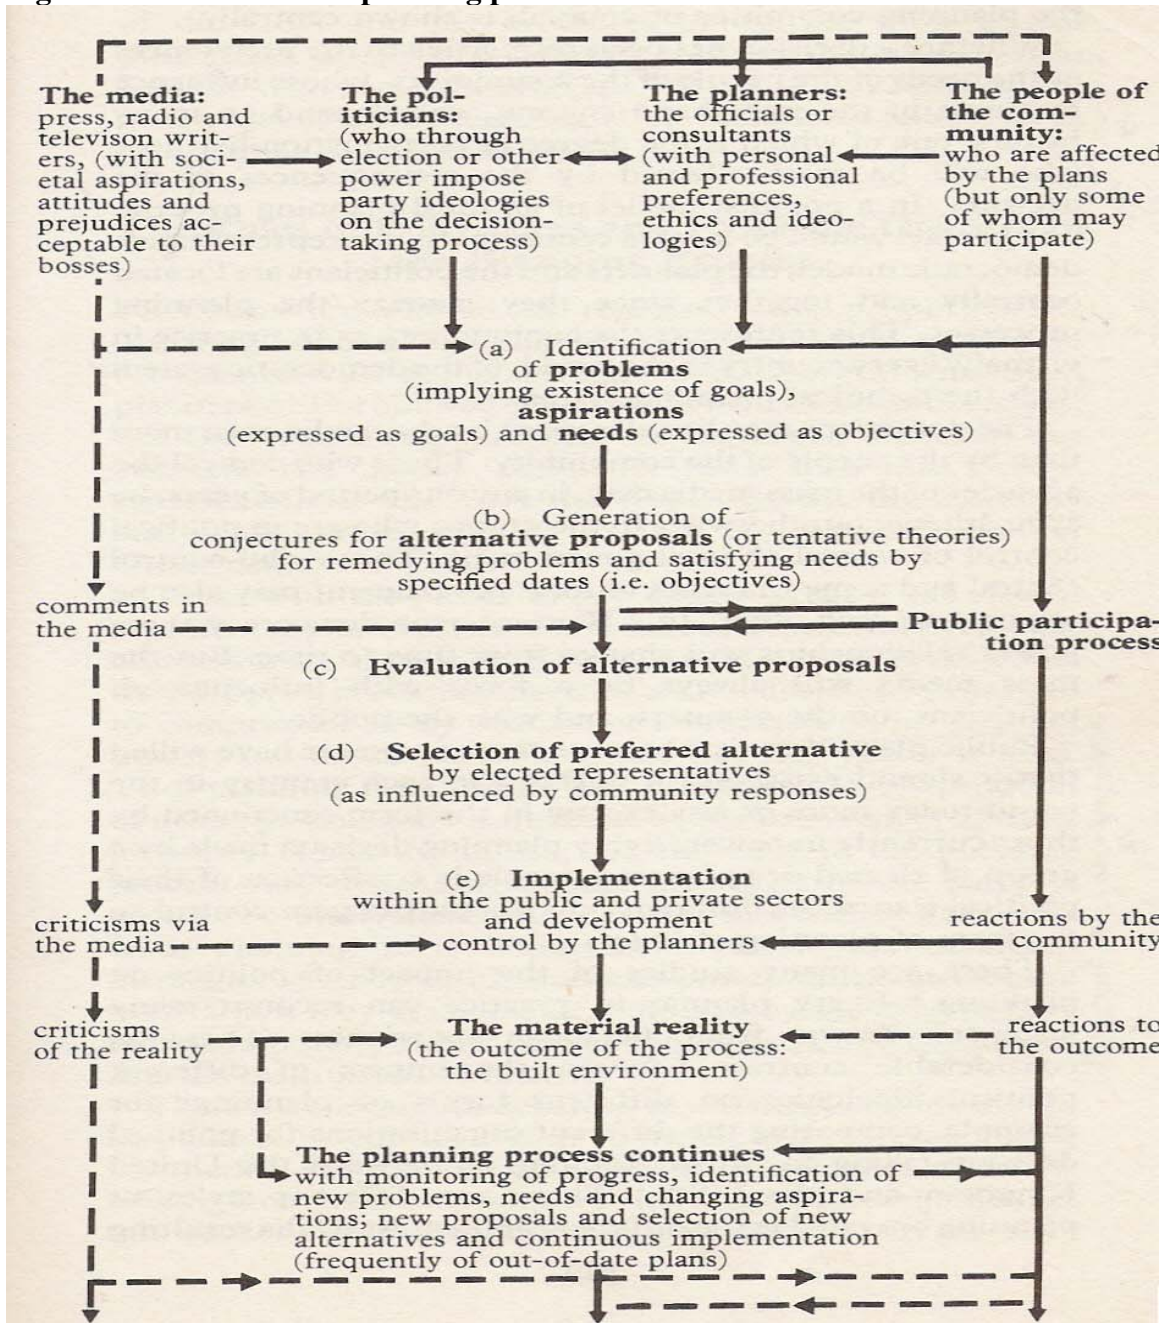 The media:
press, radio and
televison writ-
ers, (with soci-
etal aspirations,
attitudes and
prejudices ac-
ceptable to their
bosses)
The pol-
iticians:
(who through
election or other
power impose
party ideologies
on the decision-
taking process)
The planners:
the officials or
consultants
(with personal
and professional
preferences,
ethics and ideo-
logies)
The people of
the com-
munity:
who are affected
by the plans
(but only some
of whom may
participate)
(a) Identification
of problems
(implying existence of goals),
aspirations
(expressed as goals) and needs (expressed as objectives)
(b) Generation of
conjectures for alternative proposals (or tentative theories)
for remedying problems and satisfying needs by
specified dates (i.e. objectives)
comments in
the media
Public participa-
tion process
(c) Evaluation of alternative proposals
(d) Selection of preferred alternative
by elected representatives
(as influenced by community responses)
(e) Implementation
within the public and private sectors
and development
control by the planners
criticisms via
the media
reactions by the
community
criticisms
of the reality
The material reality
(the outcome of the process:
the built environment)
reactions to
the outcome
The planning process continues
with monitoring of progress, identification of
new problems, needs and changing aspira-
tions; new proposals and selection of new
alternatives and continuous implementation
(frequently of out-of-date plans)